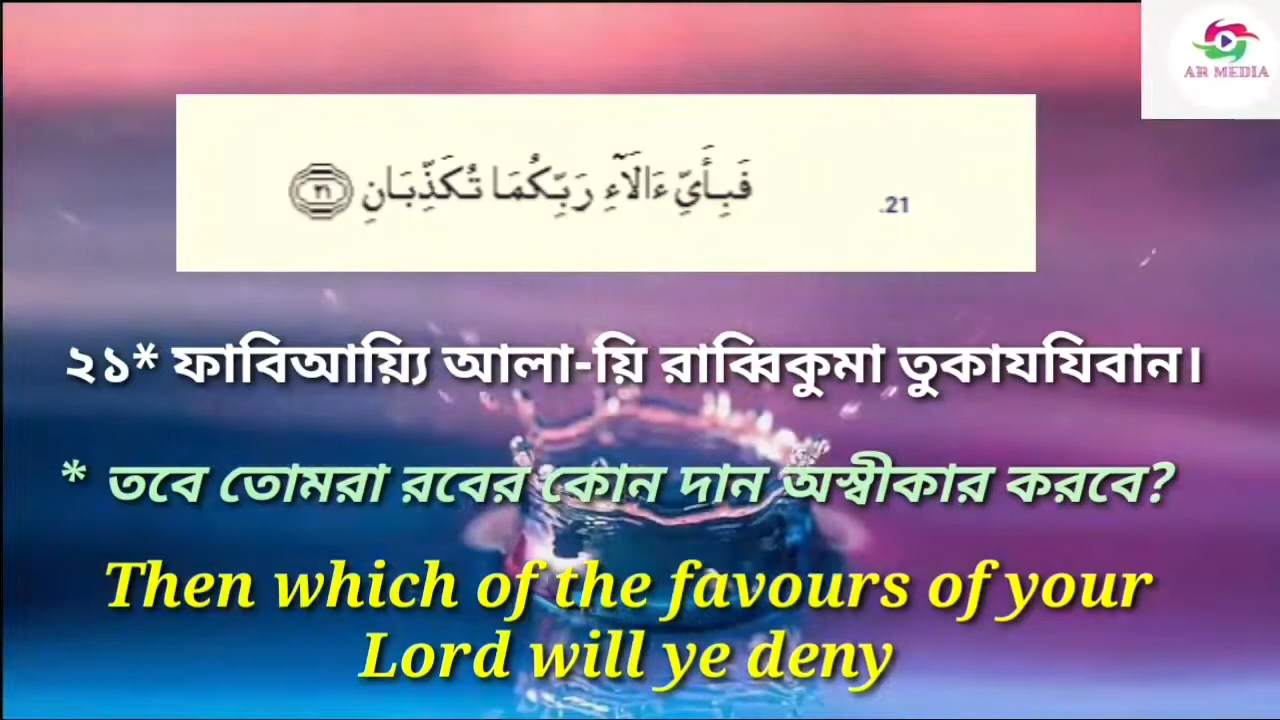 AR MEDIA
فَبِأَيِّ ءَالَآءِ رَبِّكُمَا تُكَذِّبَانِ ٢١
.21
২১* ফাবিআয়্যি আলা-য়ি রাব্বিকুমা তুকাযযিবান।
* তবে তোমরা রবের কোন দান অস্বীকার করবে?
Then which of the favours of your
Lord will ye deny